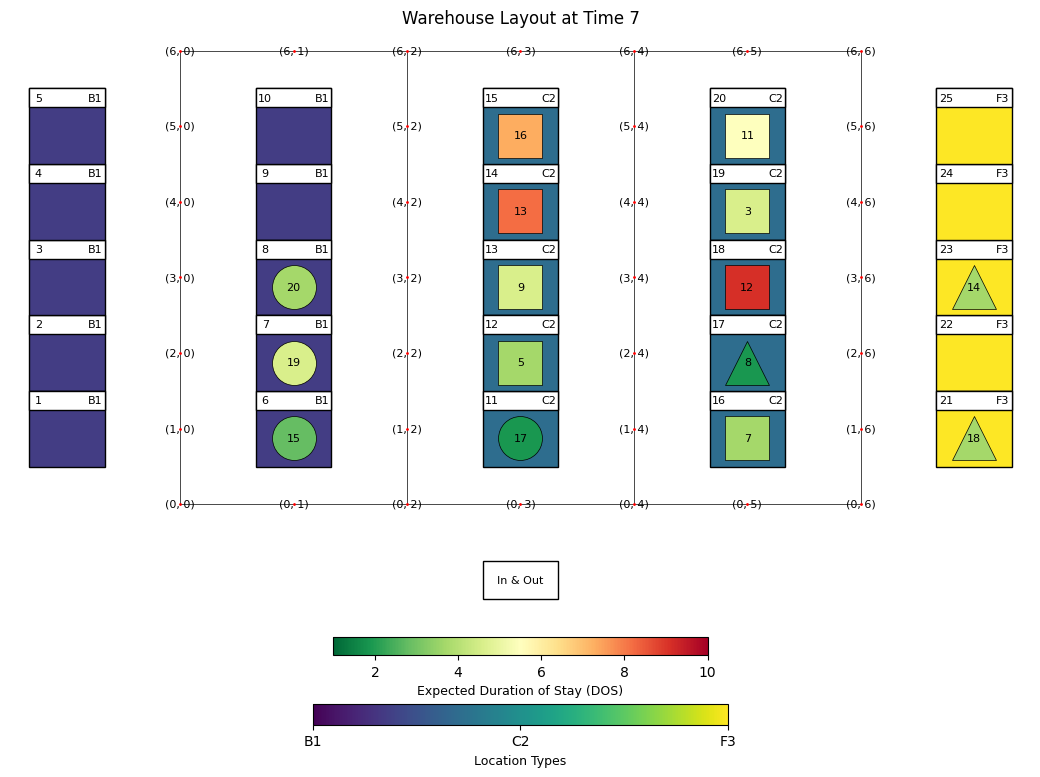 Warehouse Layout at Time 7
(6, 0) (6, 1) (6, 2) (6, 3) (6, 4) (6, 5) (6, 6)
5 B1 10 B1 15 C2 20 C2 25 F3
(5, 0) (5, 2) 16 (5, 4) 11 (5, 6)
4 B1 9 B1 14 C2 19 C2 24 F3
(4, 0) (4, 2) 13 (4, 4) 3 (4, 6)
3 B1 8 B1 13 C2 18 C2 23 F3
(3, 0) 20 (3, 2) 9 (3, 4) 12 (3, 6) 14
2 B1 7 B1 12 C2 17 C2 22 F3
(2, 0) 19 (2, 2) 5 (2, 4) 8 (2, 6)
1 B1 6 B1 11 C2 16 C2 21 F3
(1, 0) 15 (1, 2) 17 (1, 4) 7 (1, 6) 18
(0, 0) (0, 1) (0, 2) (0, 3) (0, 4) (0, 5) (0, 6)
In & Out
2 4 6 8 10
Expected Duration of Stay (DOS)
B1 C2 F3
Location Types